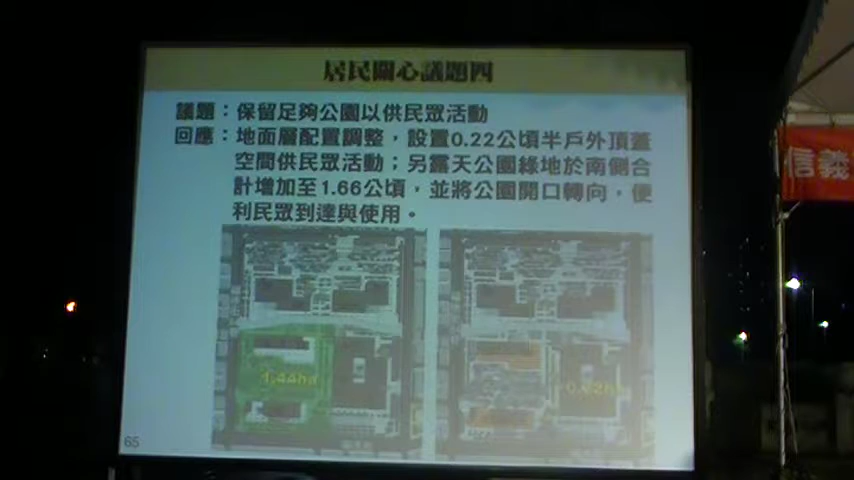 居民關心議題四
議題：保留足夠公園以供民眾活動
回應：地面層配置調整，設置0.22公頃半戶外頂蓋
空間供民眾活動；另露天公園綠地於南側合
計增加至1.66公頃，並將公園開口轉向，便
利民眾到達與使用。
1.44ha
65
信義